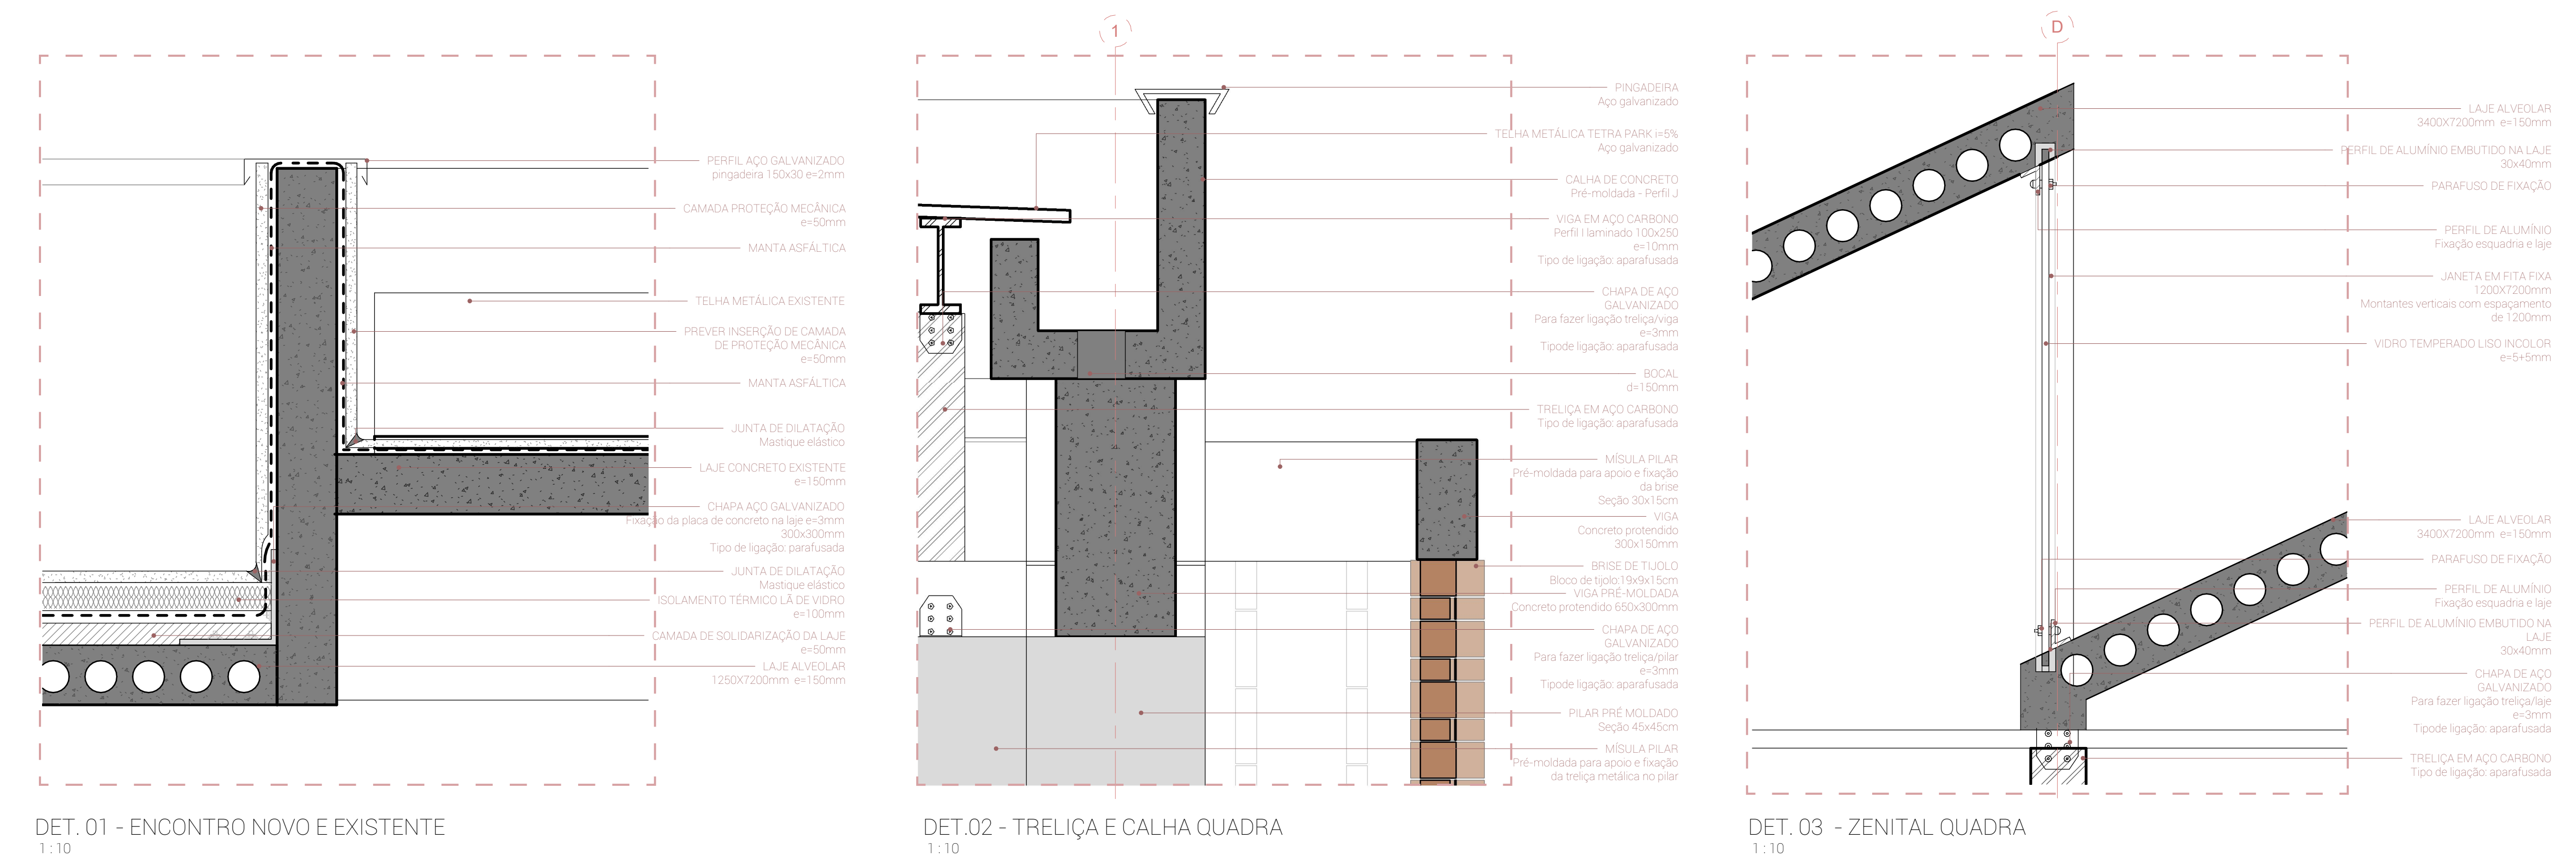 PERFIL AÇO GALVANIZADO
pingadeira 150x30 e=2mm
CAMADA PROTEÇÃO MECÂNICA
e=50mm
MANTA ASFÁLTICA
TELHA METÁLICA EXISTENTE
PREVER INSERÇÃO DE CAMADA
DE PROTEÇÃO MECÂNICA
e=50mm
MANTA ASFÁLTICA
JUNTA DE DILATAÇÃO
Mastique elástico
LAJE CONCRETO EXISTENTE
e=150mm
CHAPA AÇO GALVANIZADO
Fixação da placa de concreto na laje e=3mm
300x300mm
Tipo de ligação: parafusada
JUNTA DE DILATAÇÃO
Mastique elástico
ISOLAMENTO TÉRMICO LÃ DE VIDRO
e=100mm
CAMADA DE SOLIDARIZAÇÃO DA LAJE
e=50mm
LAJE ALVEOLAR
1250X7200mm e=150mm
DET. 01 - ENCONTRO NOVO E EXISTENTE
1 : 10
1
PINGADEIRA
Aço galvanizado
TELHA METÁLICA TETRA PARK i=5%
Aço galvanizado
CALHA DE CONCRETO
Pré-moldada - Perfil J
VIGA EM AÇO CARBONO
Perfil I laminado 100x250
e=10mm
Tipo de ligação: aparafusada
CHAPA DE AÇO
GALVANIZADO
Para fazer ligação treliça/viga
e=3mm
Tipode ligação: aparafusada
BOCAL
d=150mm
TRELIÇA EM AÇO CARBONO
Tipo de ligação: aparafusada
MÍSULA PILAR
Pré-moldada para apoio e fixação
da brise
Seção 30x15cm
VIGA
Concreto protendido
300x150mm
BRISE DE TIJOLO
Bloco de tijolo:19x9x15cm
VIGA PRÉ-MOLDADA
Concreto protendido 650x300mm
CHAPA DE AÇO
GALVANIZADO
Para fazer ligação treliça/pilar
e=3mm
Tipode ligação: aparafusada
PILAR PRÉ MOLDADO
Seção 45x45cm
MÍSULA PILAR
Pré-moldada para apoio e fixação
da treliça metálica no pilar
DET.02 - TRELIÇA E CALHA QUADRA
1 : 10
D
LAJE ALVEOLAR
3400X7200mm e=150mm
PERFIL DE ALUMÍNIO EMBUTIDO NA LAJE
30x40mm
PARAFUSO DE FIXAÇÃO
PERFIL DE ALUMÍNIO
Fixação esquadria e laje
JANETA EM FITA FIXA
1200X7200mm
Montantes verticais com espaçamento
de 1200mm
VIDRO TEMPERADO LISO INCOLOR
e=5+5mm
LAJE ALVEOLAR
3400X7200mm e=150mm
PARAFUSO DE FIXAÇÃO
PERFIL DE ALUMÍNIO
Fixação esquadria e laje
PERFIL DE ALUMÍNIO EMBUTIDO NA
LAJE
30x40mm
CHAPA DE AÇO
GALVANIZADO
Para fazer ligação treliça/laje
e=3mm
Tipode ligação: aparafusada
TRELIÇA EM AÇO CARBONO
Tipo de ligação: aparafusada
DET. 03 - ZENITAL QUADRA
1 : 10